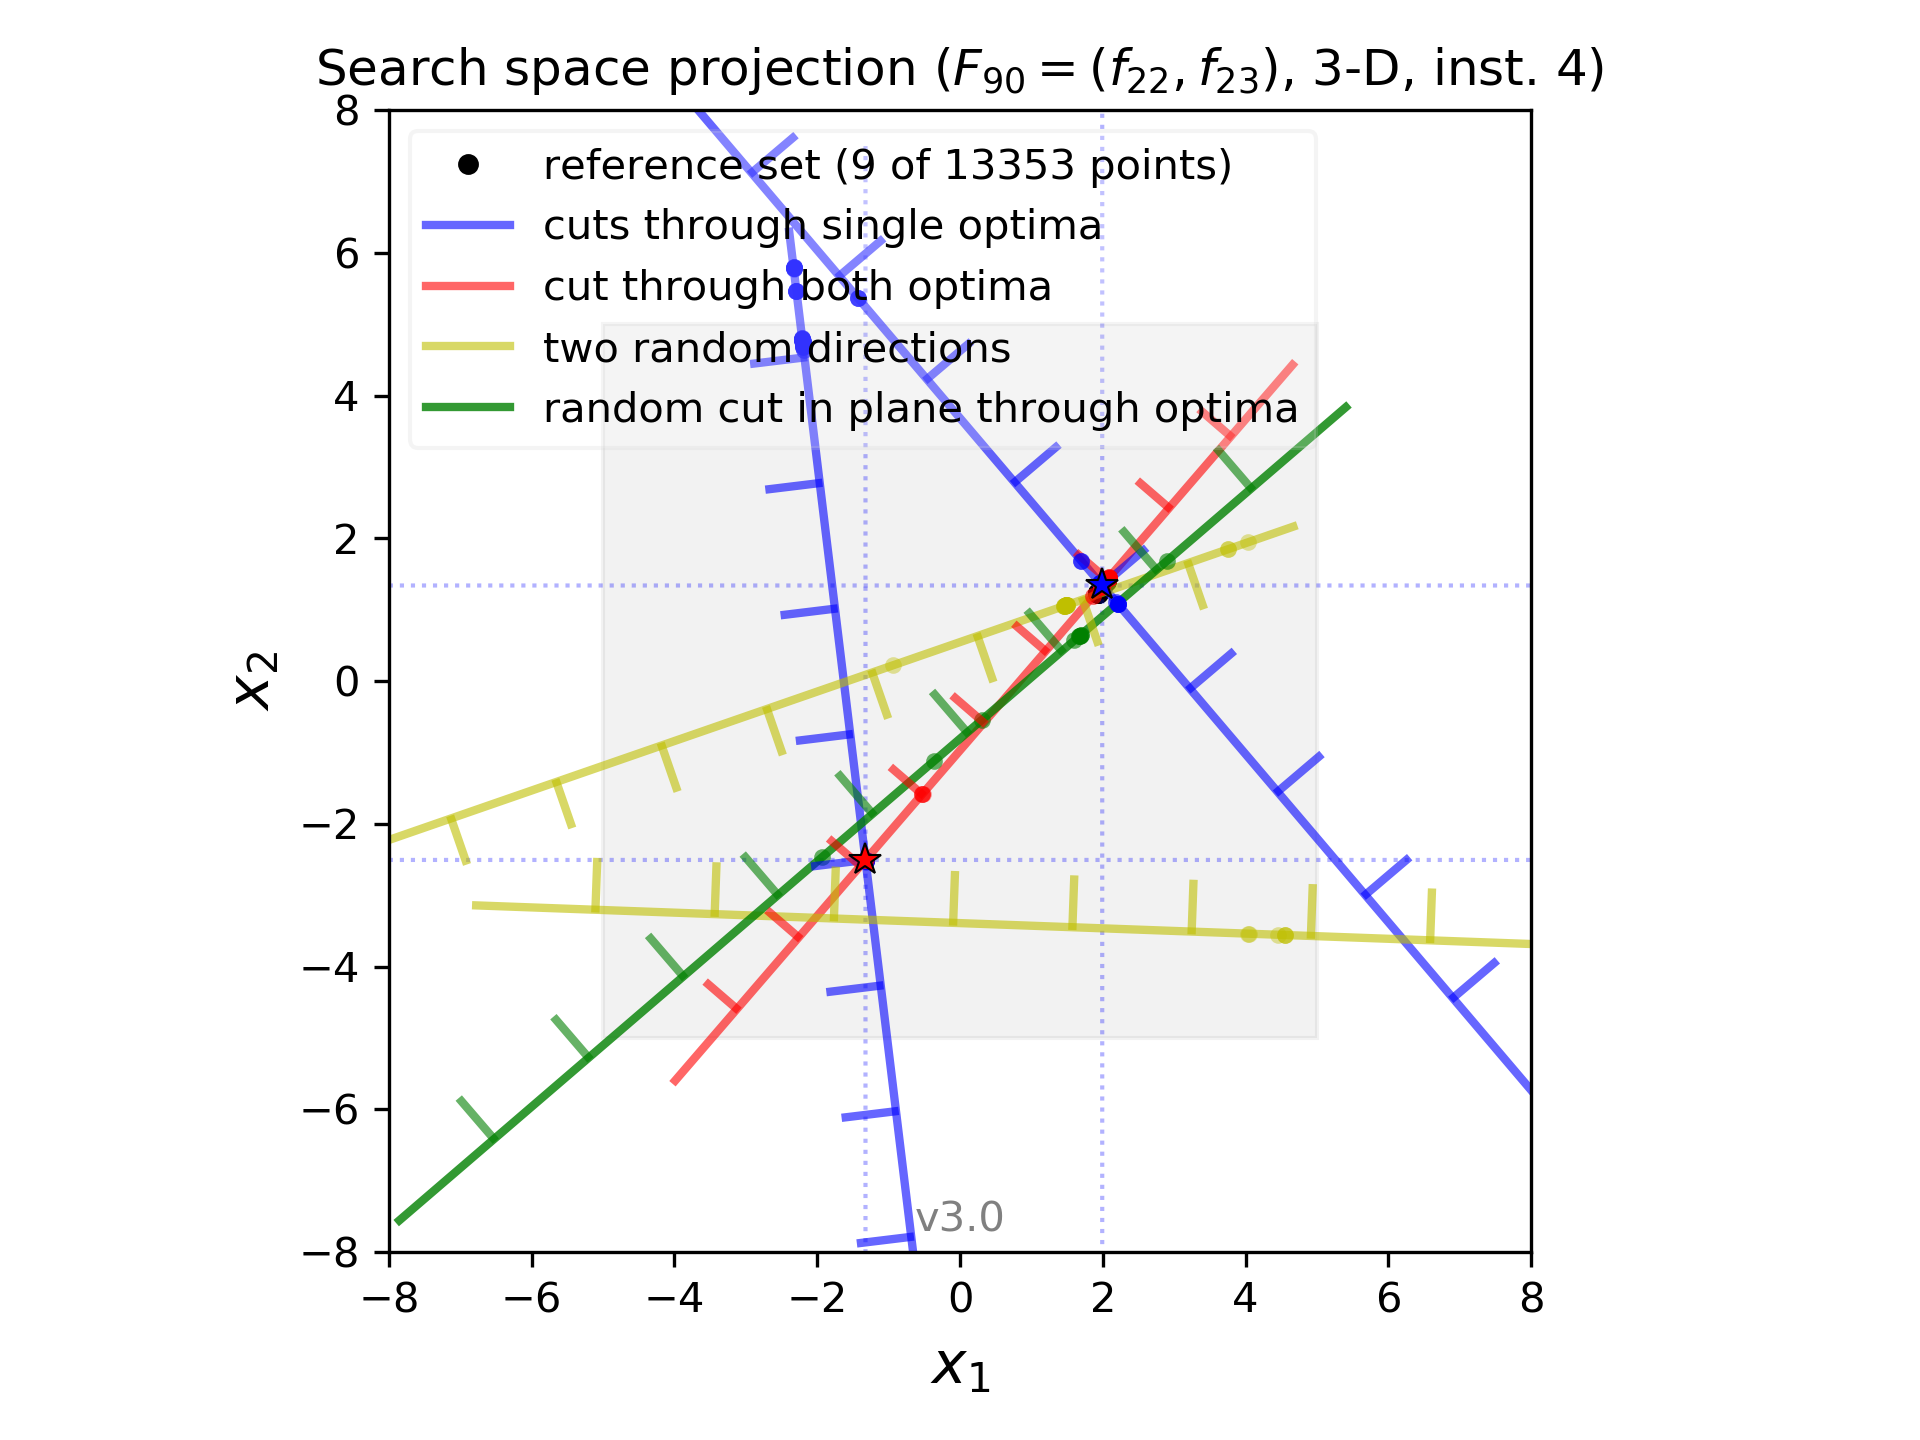 Search space projection (F₉₀ = (f₂₂, f₂₃), 3-D, inst. 4)
8
6
4
2
0
−2
−4
−6
−8
x₂
reference set (9 of 13353 points)
cuts through single optima
cut through both optima
two random directions
random cut in plane through optima
v3.0
−8 −6 −4 −2 0 2 4 6 8
x₁